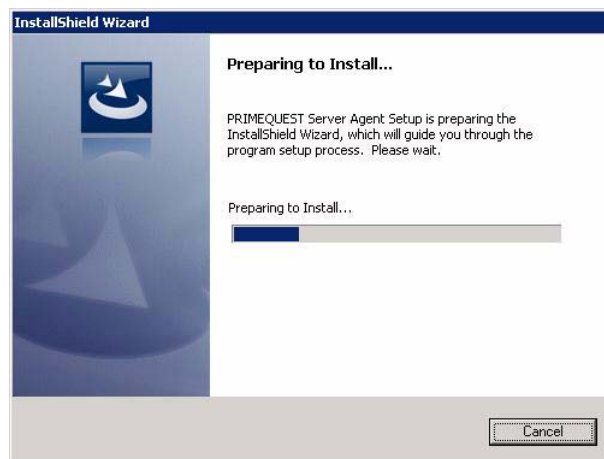 InstallShield Wizard
Preparing to Install...
PRIMEQUEST Server Agent Setup is preparing the
InstallShield Wizard, which will guide you through the
program setup process. Please wait.
Preparing to Install...
Cancel